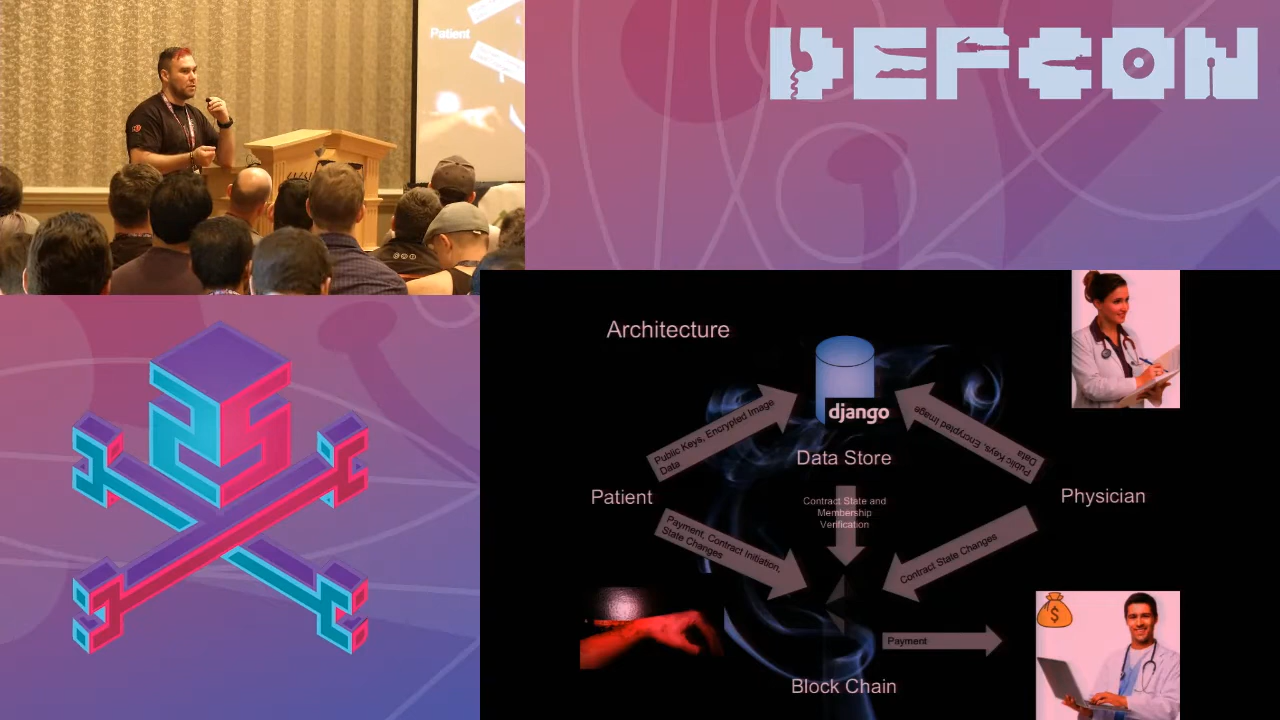 Patient
DEFCON
25
Architecture
Public Keys, Encrypted Image
Data
django
Public Keys, Encrypted Image
Data
Data Store
Patient
Physician
Contract State and
Membership
Verification
Payment, Contract Initiation,
State Changes
Contract State Changes
$
Payment
Block Chain